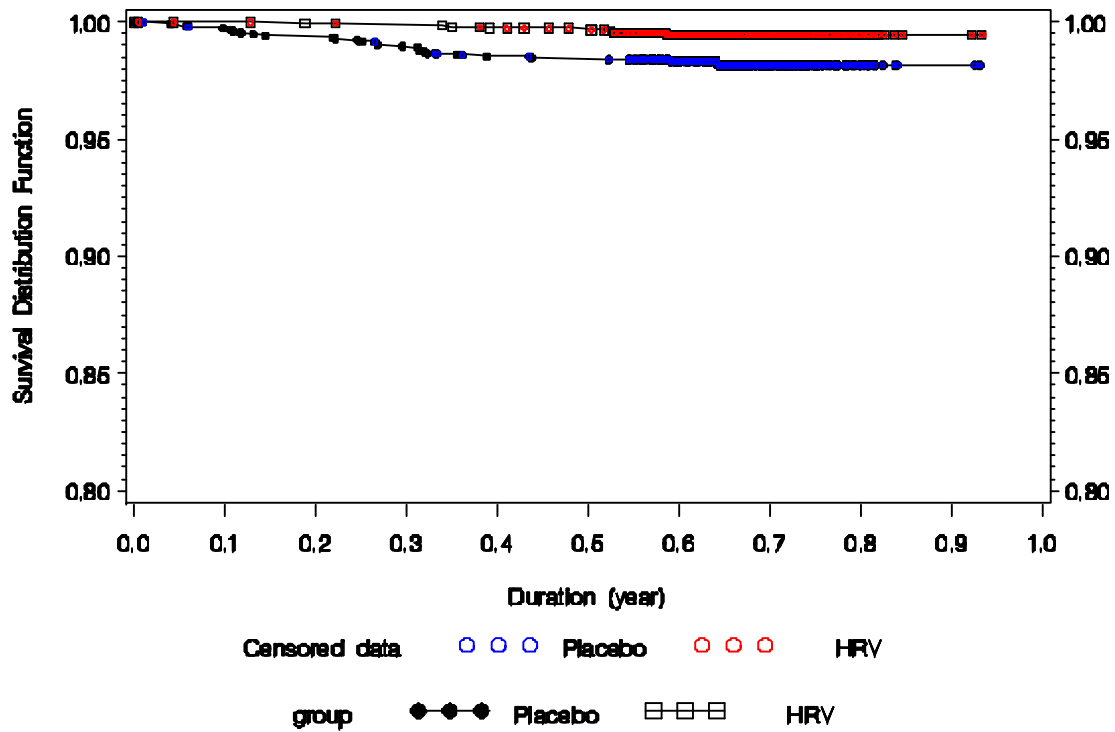 1.00 1.00
0,95 0,95
0,90 0,90
0,85 0,85
0,80 0,80
Survival Distribution Function
0,0 0,1 0,2 0,3 0,4 0,5 0,6 0,7 0,8 0,9 1,0
Duration (year)
Censored data Placebo HRV
group Placebo HRV